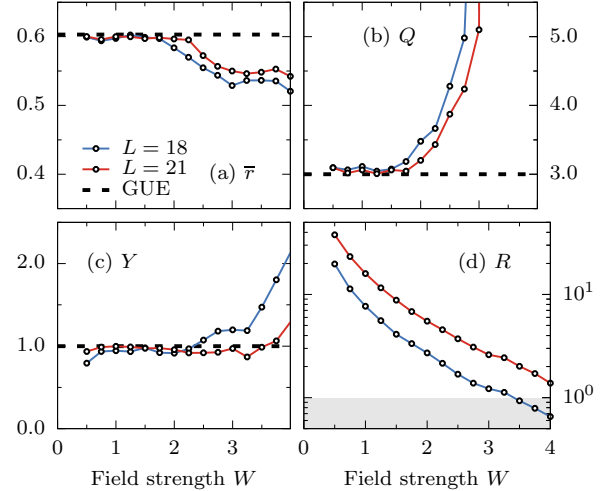 0.6
0.5
0.4
L = 18
L = 21
GUE
(a) r̅
(b) Q
5.0
4.0
3.0
(c) Y
2.0
1.0
0.0
(d) R
10¹
10⁰
0 1 2 3
0 1 2 3 4
Field strength W
Field strength W